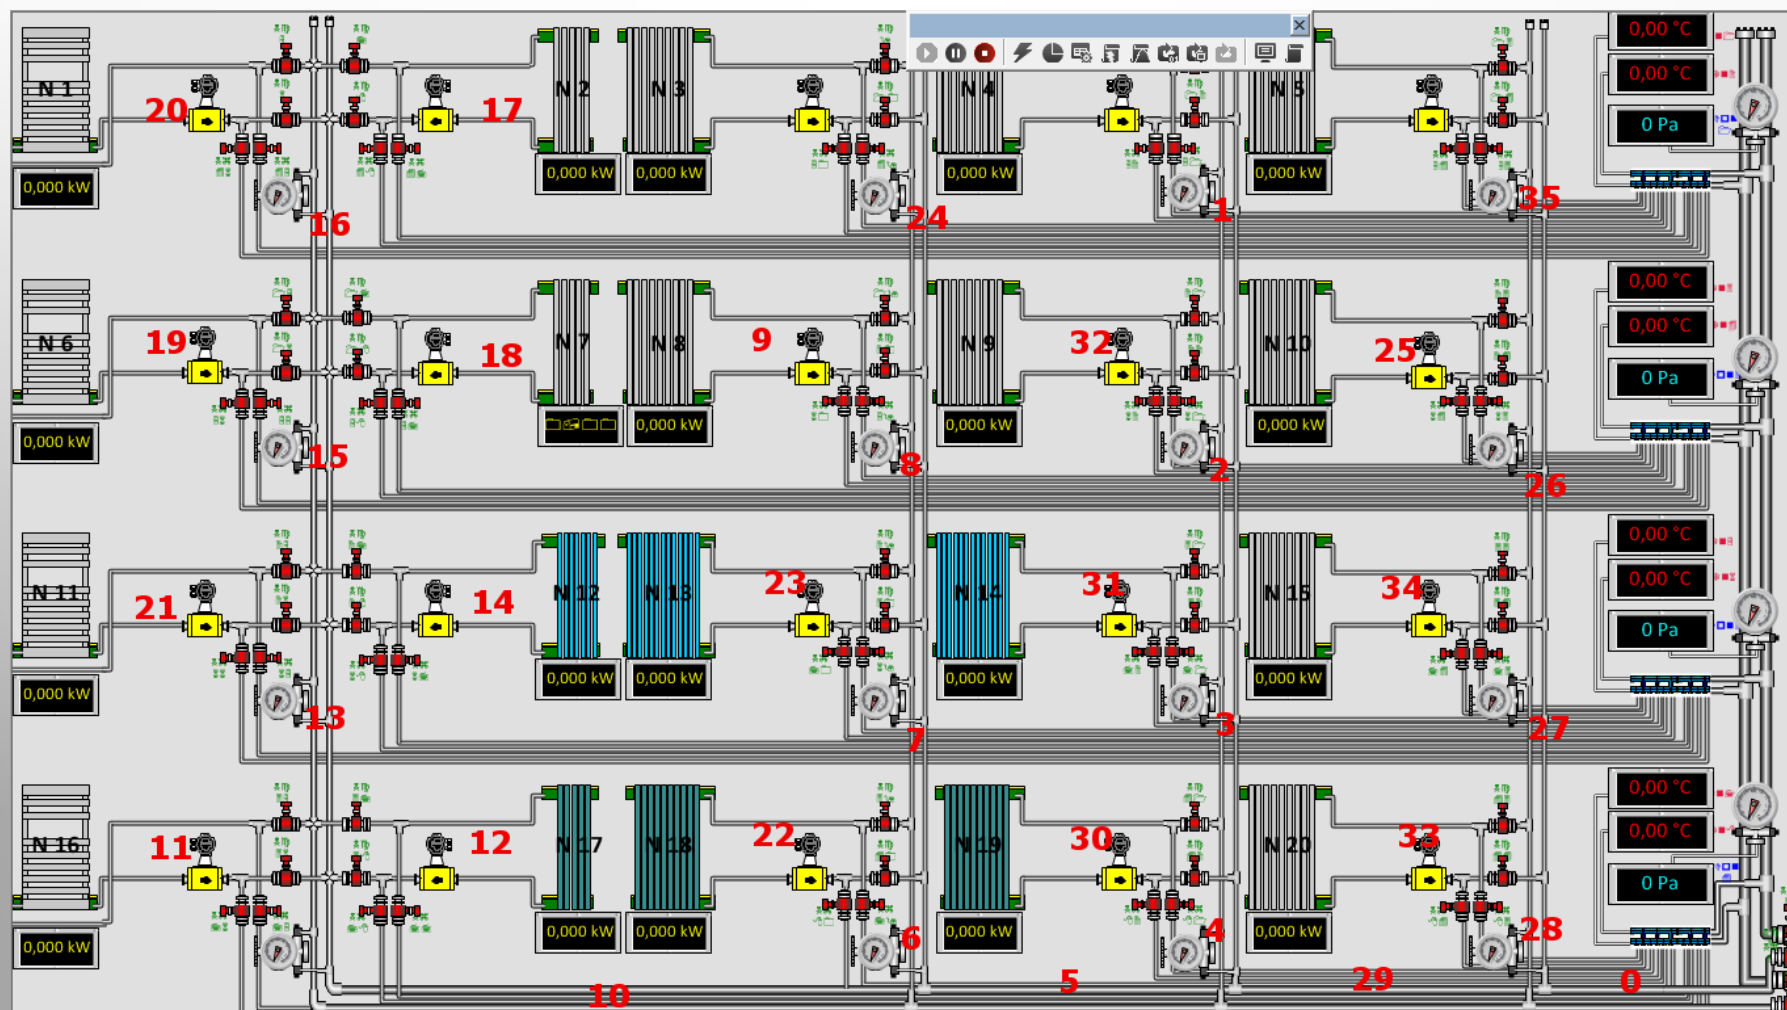 0,00 °C
N 1
N 2
N 3
N 4
N 5
0,00 °C
20
17
0 Pa
0,000 kW
0,000 kW
0,000 kW
0,000 kW
0,000 kW
16
24
1
35
0,00 °C
0,00 °C
N 6
19
18
N 7
N 8
9
N 9
32
N 10
25
0 Pa
0,000 kW
0,000 kW
0,000 kW
0,000 kW
15
8
2
26
0,00 °C
0,00 °C
N 11
21
14
N 12
N 13
23
N 14
31
N 15
34
0 Pa
0,000 kW
0,000 kW
0,000 kW
0,000 kW
0,000 kW
13
7
3
27
0,00 °C
0,00 °C
N 16
11
12
N 17
N 18
22
N 19
30
N 20
33
0 Pa
0,000 kW
0,000 kW
0,000 kW
0,000 kW
0,000 kW
6
4
28
10
5
29
0